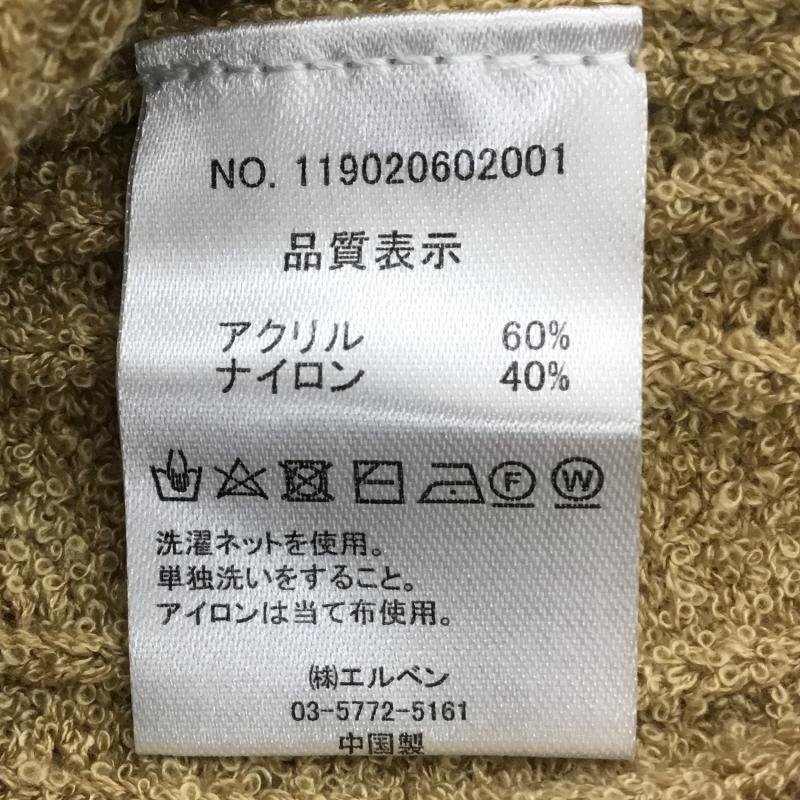 NO. 119020602001
品質表示
アクリル 60%
ナイロン 40%
F W
洗濯ネットを使用。
単独洗いをすること。
アイロンは当て布使用。
㈱エルベン
03-5772-5161
中国製